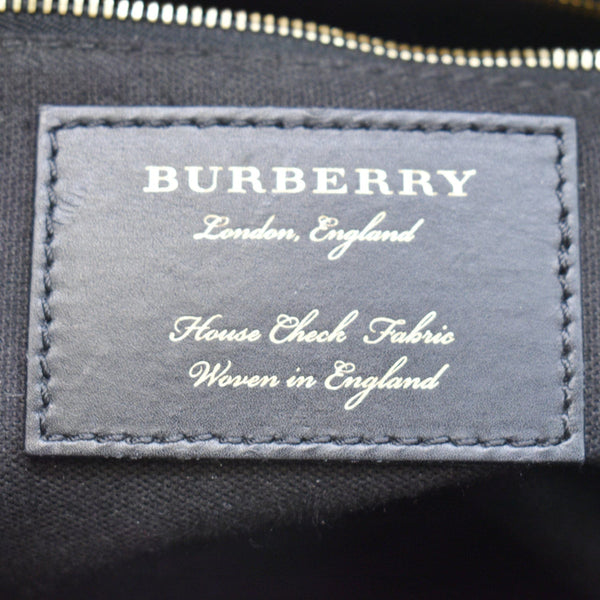 BURBERRY
London, England
House Check Fabric
Woven in England